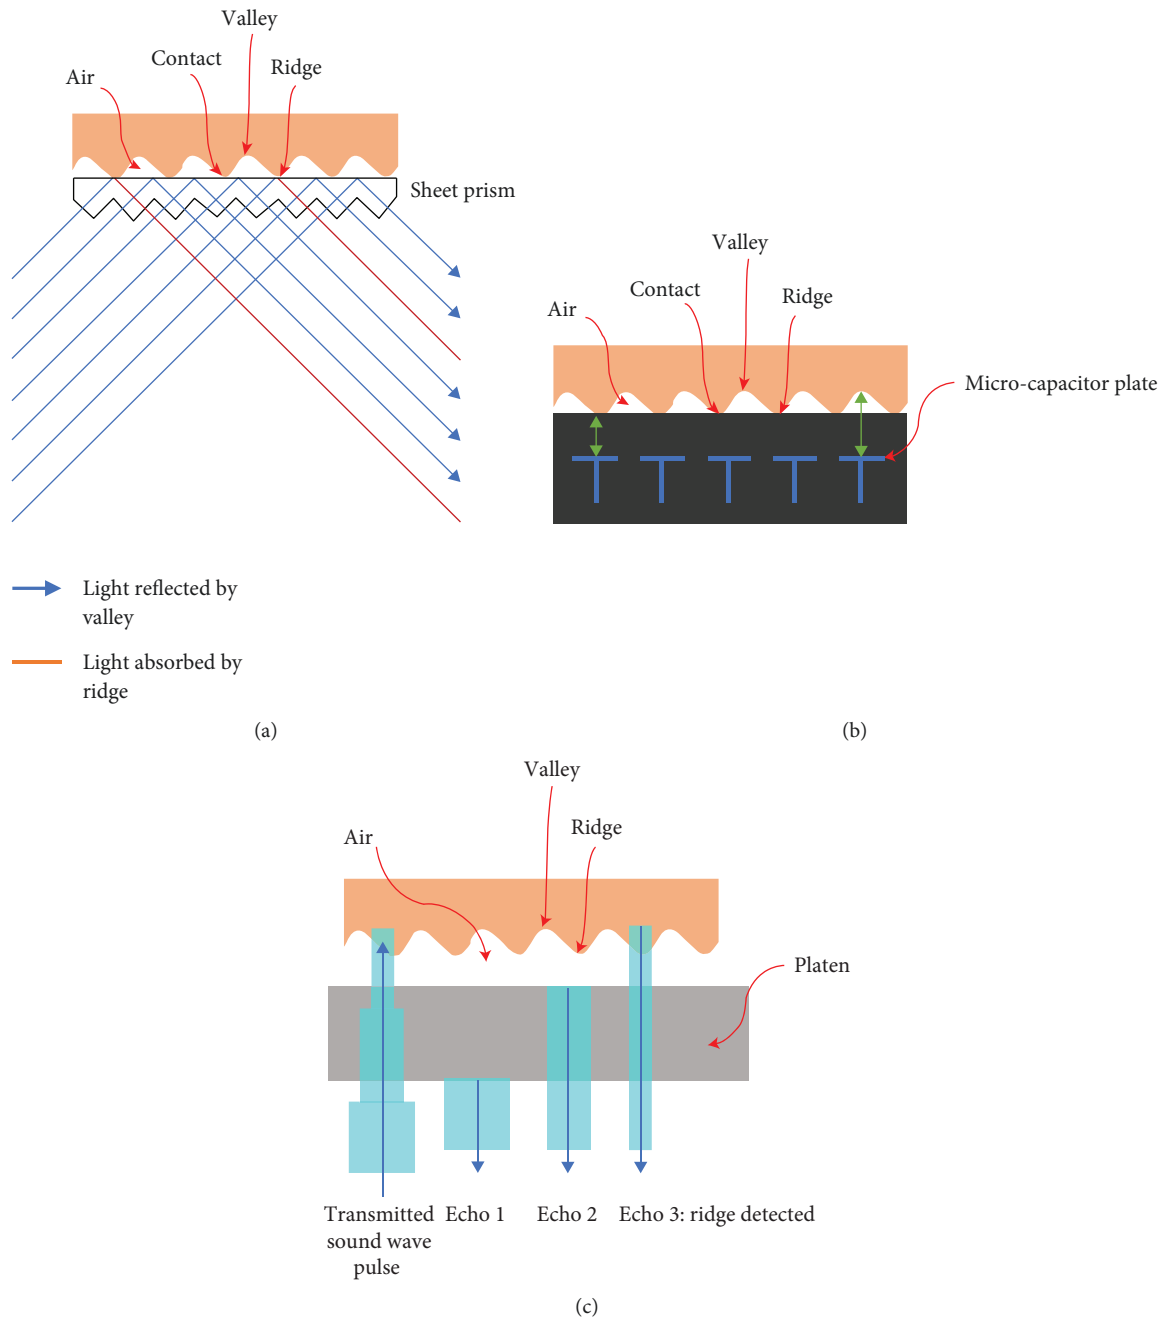 Valley
Contact
Ridge
Air
Sheet prism
Light reflected by
valley
Light absorbed by
ridge
(a)
Valley
Contact
Ridge
Air
Micro-capacitor plate
(b)
Valley
Ridge
Air
Platen
Transmitted
sound wave
pulse
Echo 1
Echo 2
Echo 3: ridge detected
(c)